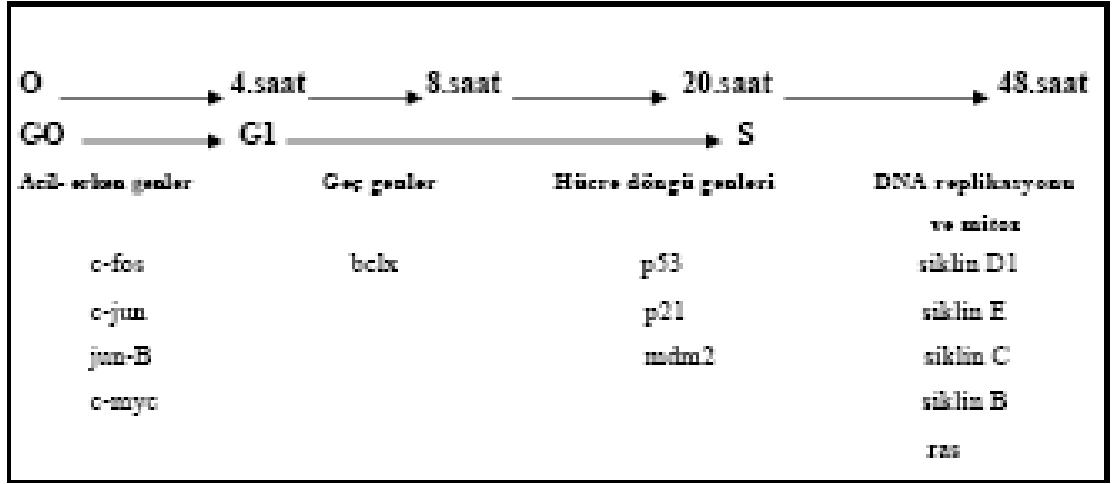 O 4.saat 8.saat 20.saat 48.saat
GO G1 S
Acil- erken genler Geç genler Hücre döngü genleri DNA replikasyonu
ve mitoz
c-fos bclx p53 siklin D1
c-jun p21 siklin E
jun-B mdm2 siklin C
c-myc siklin B
ras